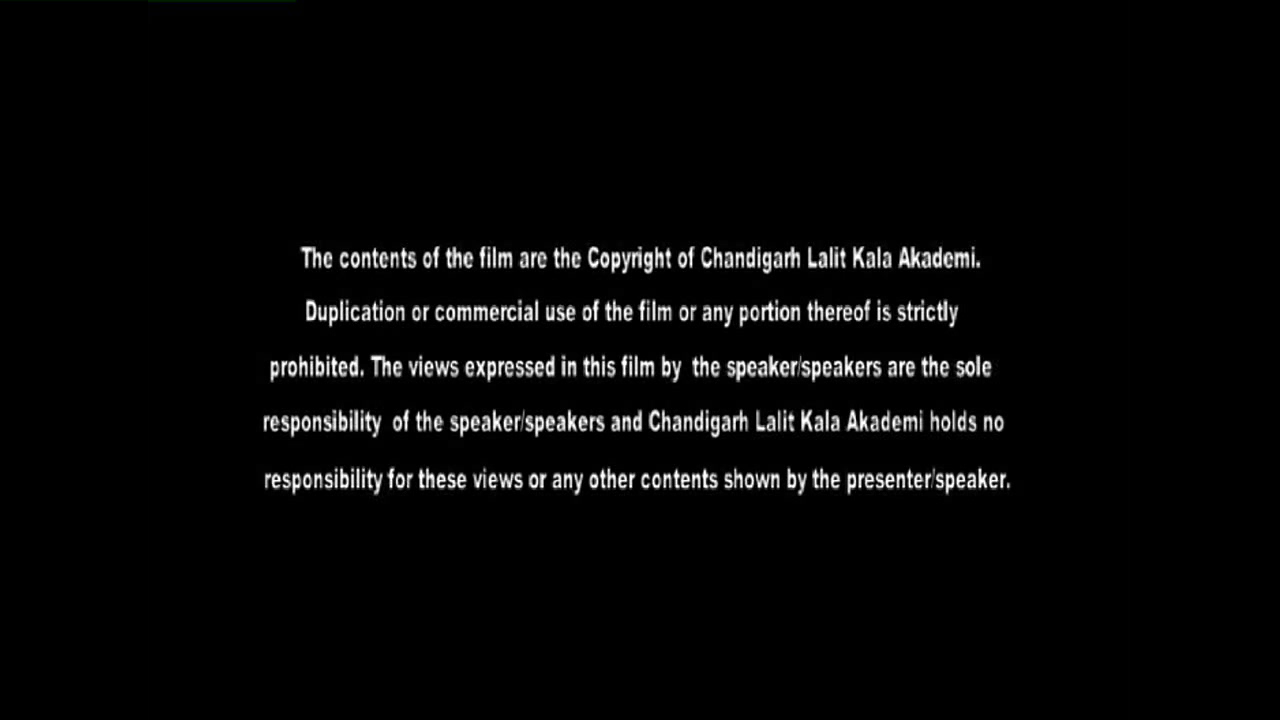 The contents of the film are the Copyright of Chandigarh Lalit Kala Akademi.
Duplication or commercial use of the film or any portion thereof is strictly
prohibited. The views expressed in this film by  the speaker/speakers are the sole
responsibility  of the speaker/speakers and Chandigarh Lalit Kala Akademi holds no
responsibility for these views or any other contents shown by the presenter/speaker.